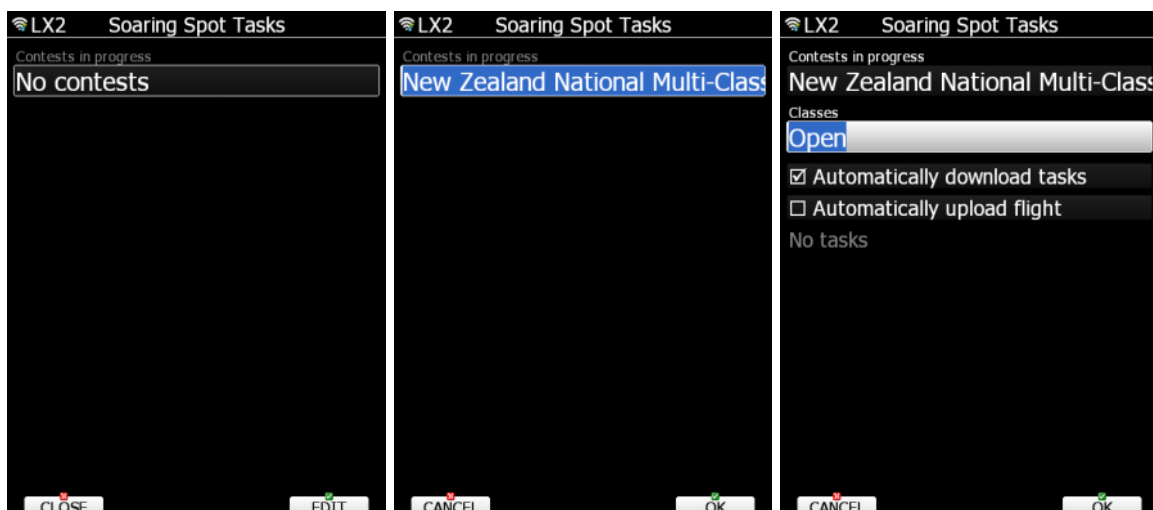 LX2 Soaring Spot Tasks
Contests in progress
No contests
CLOSE EDIT
LX2 Soaring Spot Tasks
Contests in progress
New Zealand National Multi-Class
CANCEL OK
LX2 Soaring Spot Tasks
Contests in progress
New Zealand National Multi-Class
Classes
Open
Automatically download tasks
Automatically upload flight
No tasks
CANCEL OK